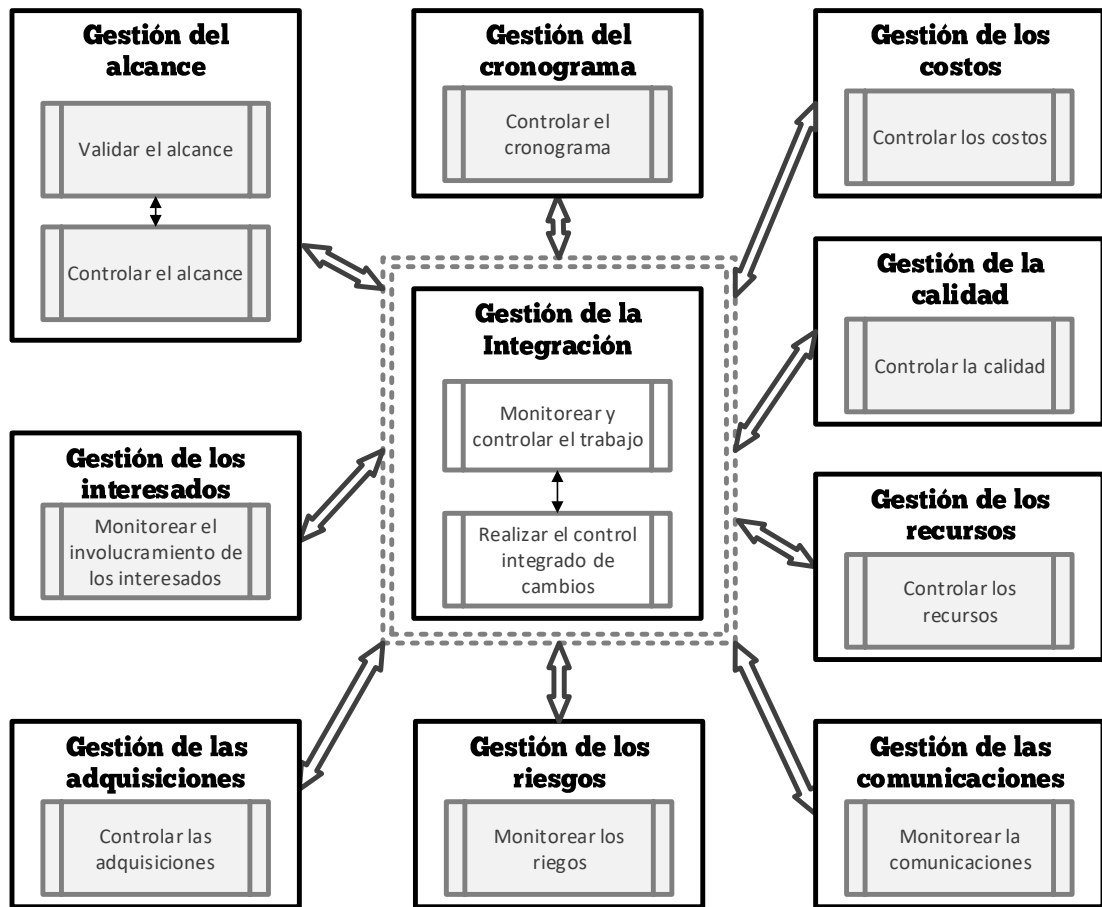 Gestión del
alcance
Validar el alcance
Controlar el alcance
Gestión del
cronograma
Controlar el
cronograma
Gestión de los
costos
Controlar los costos
Gestión de la
calidad
Controlar la calidad
Gestión de la
Integración
Monitorear y
controlar el trabajo
Realizar el control
integrado de
cambios
Gestión de los
interesados
Monitorear el
involucramiento de
los interesados
Gestión de los
recursos
Controlar los
recursos
Gestión de las
adquisiciones
Controlar las
adquisiciones
Gestión de los
riesgos
Monitorear los
riegos
Gestión de las
comunicaciones
Monitorear la
comunicaciones